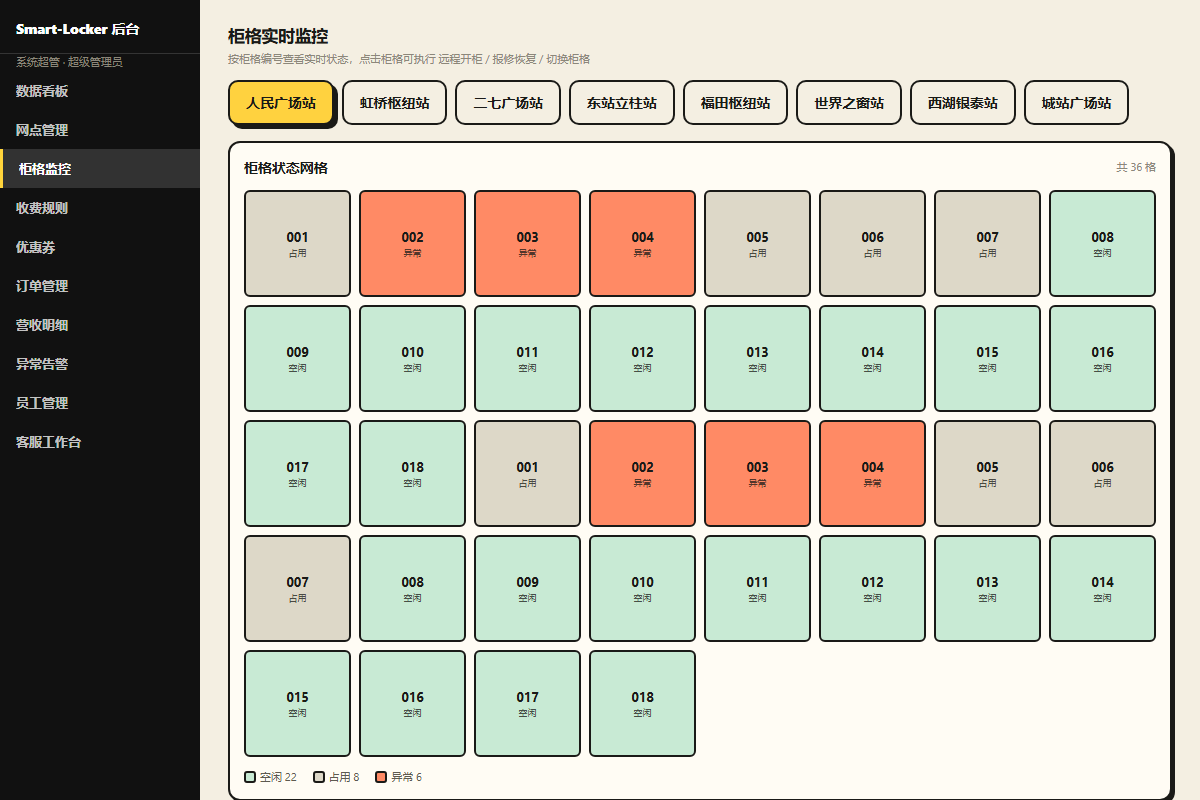 Smart-Locker 后台
系统超管 · 超级管理员
数据看板
网点管理
柜格监控
收费规则
优惠券
订单管理
营收明细
异常告警
员工管理
客服工作台
柜格实时监控
按柜格编号查看实时状态，点击柜格可执行 远程开柜 / 报修恢复 / 切换柜格
人民广场站 虹桥枢纽站 二七广场站 东站立柱站 福田枢纽站 世界之窗站 西湖银泰站 城站广场站
柜格状态网格 共 36 格
001 002 003 004 005 006 007 008
占用 异常 异常 异常 占用 占用 占用 空闲
009 010 011 012 013 014 015 016
空闲 空闲 空闲 空闲 空闲 空闲 空闲 空闲
017 018 001 002 003 004 005 006
空闲 空闲 占用 异常 异常 异常 占用 占用
007 008 009 010 011 012 013 014
占用 空闲 空闲 空闲 空闲 空闲 空闲 空闲
015 016 017 018
空闲 空闲 空闲 空闲
空闲 22 占用 8 异常 6